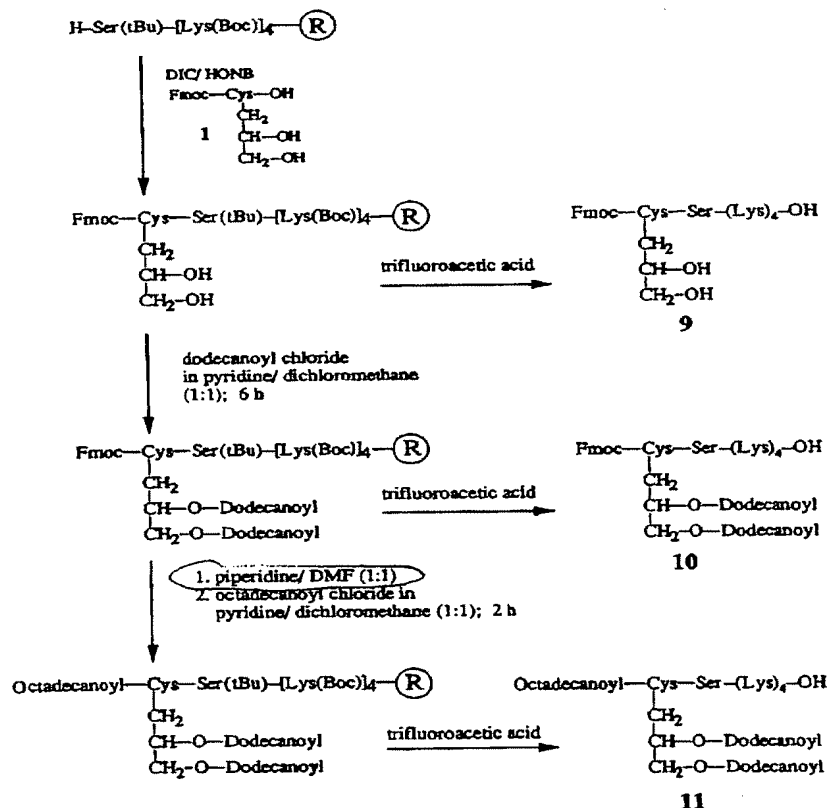 H–Ser(tBu)–[Lys(Boc)]4–R
DIC/ HONB
Fmoc–Cys–OH
CH2
1
CH–OH
CH2–OH
Fmoc–Cys–Ser(tBu)–[Lys(Boc)]4–R
CH2
CH–OH
CH2–OH
trifluoroacetic acid
Fmoc–Cys–Ser–(Lys)4–OH
CH2
CH–OH
CH2–OH
9
dodecanoyl chloride
in pyridine/ dichloromethane
(1:1); 6 h
Fmoc–Cys–Ser(tBu)–[Lys(Boc)]4–R
CH2
CH–O–Dodecanoyl
CH2–O–Dodecanoyl
trifluoroacetic acid
Fmoc–Cys–Ser–(Lys)4–OH
CH2
CH–O–Dodecanoyl
CH2–O–Dodecanoyl
10
1. piperidine/ DMF (1:1)
2. octadecanoyl chloride in
pyridine/ dichloromethane (1:1); 2 h
Octadecanoyl–Cys–Ser(tBu)–[Lys(Boc)]4–R
CH2
CH–O–Dodecanoyl
CH2–O–Dodecanoyl
trifluoroacetic acid
Octadecanoyl–Cys–Ser–(Lys)4–OH
CH2
CH–O–Dodecanoyl
CH2–O–Dodecanoyl
11